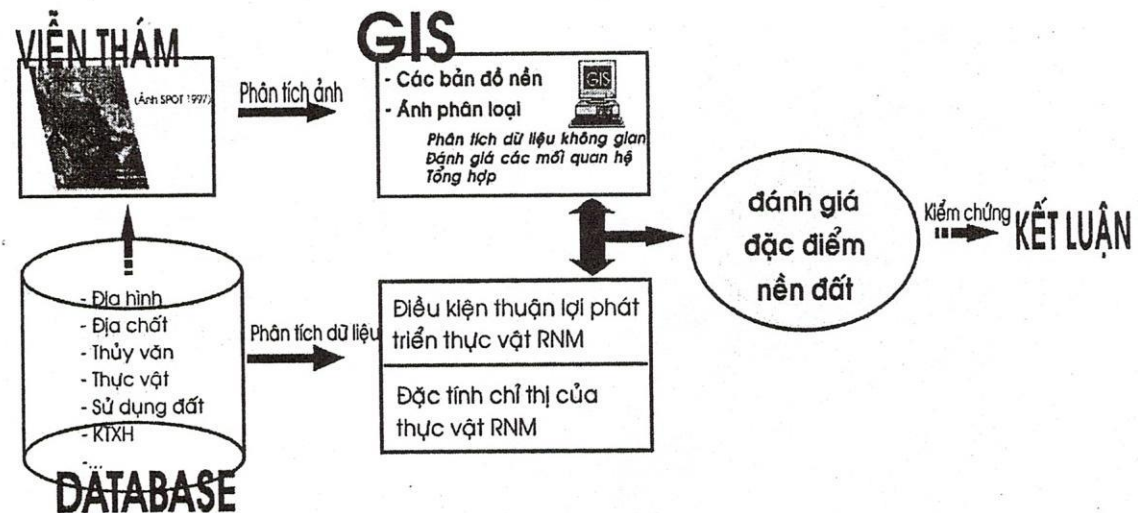 VIỄN THÁM
(Ảnh SPOT 1997)
Phân tích ảnh
GIS
- Các bản đồ nền
- Ảnh phân loại
GIS
Phân tích dữ liệu không gian
Đánh giá các mối quan hệ
Tổng hợp
- Địa hình
- Địa chất
- Thủy văn
- Thực vật
- Sử dụng đất
- KTXH
-...
DATABASE
Phân tích dữ liệu
Điều kiện thuận lợi phát
triển thực vật RNM
Đặc tính chỉ thị của
thực vật RNM
đánh giá
đặc điểm
nền đất
Kiểm chứng
KẾT LUẬN